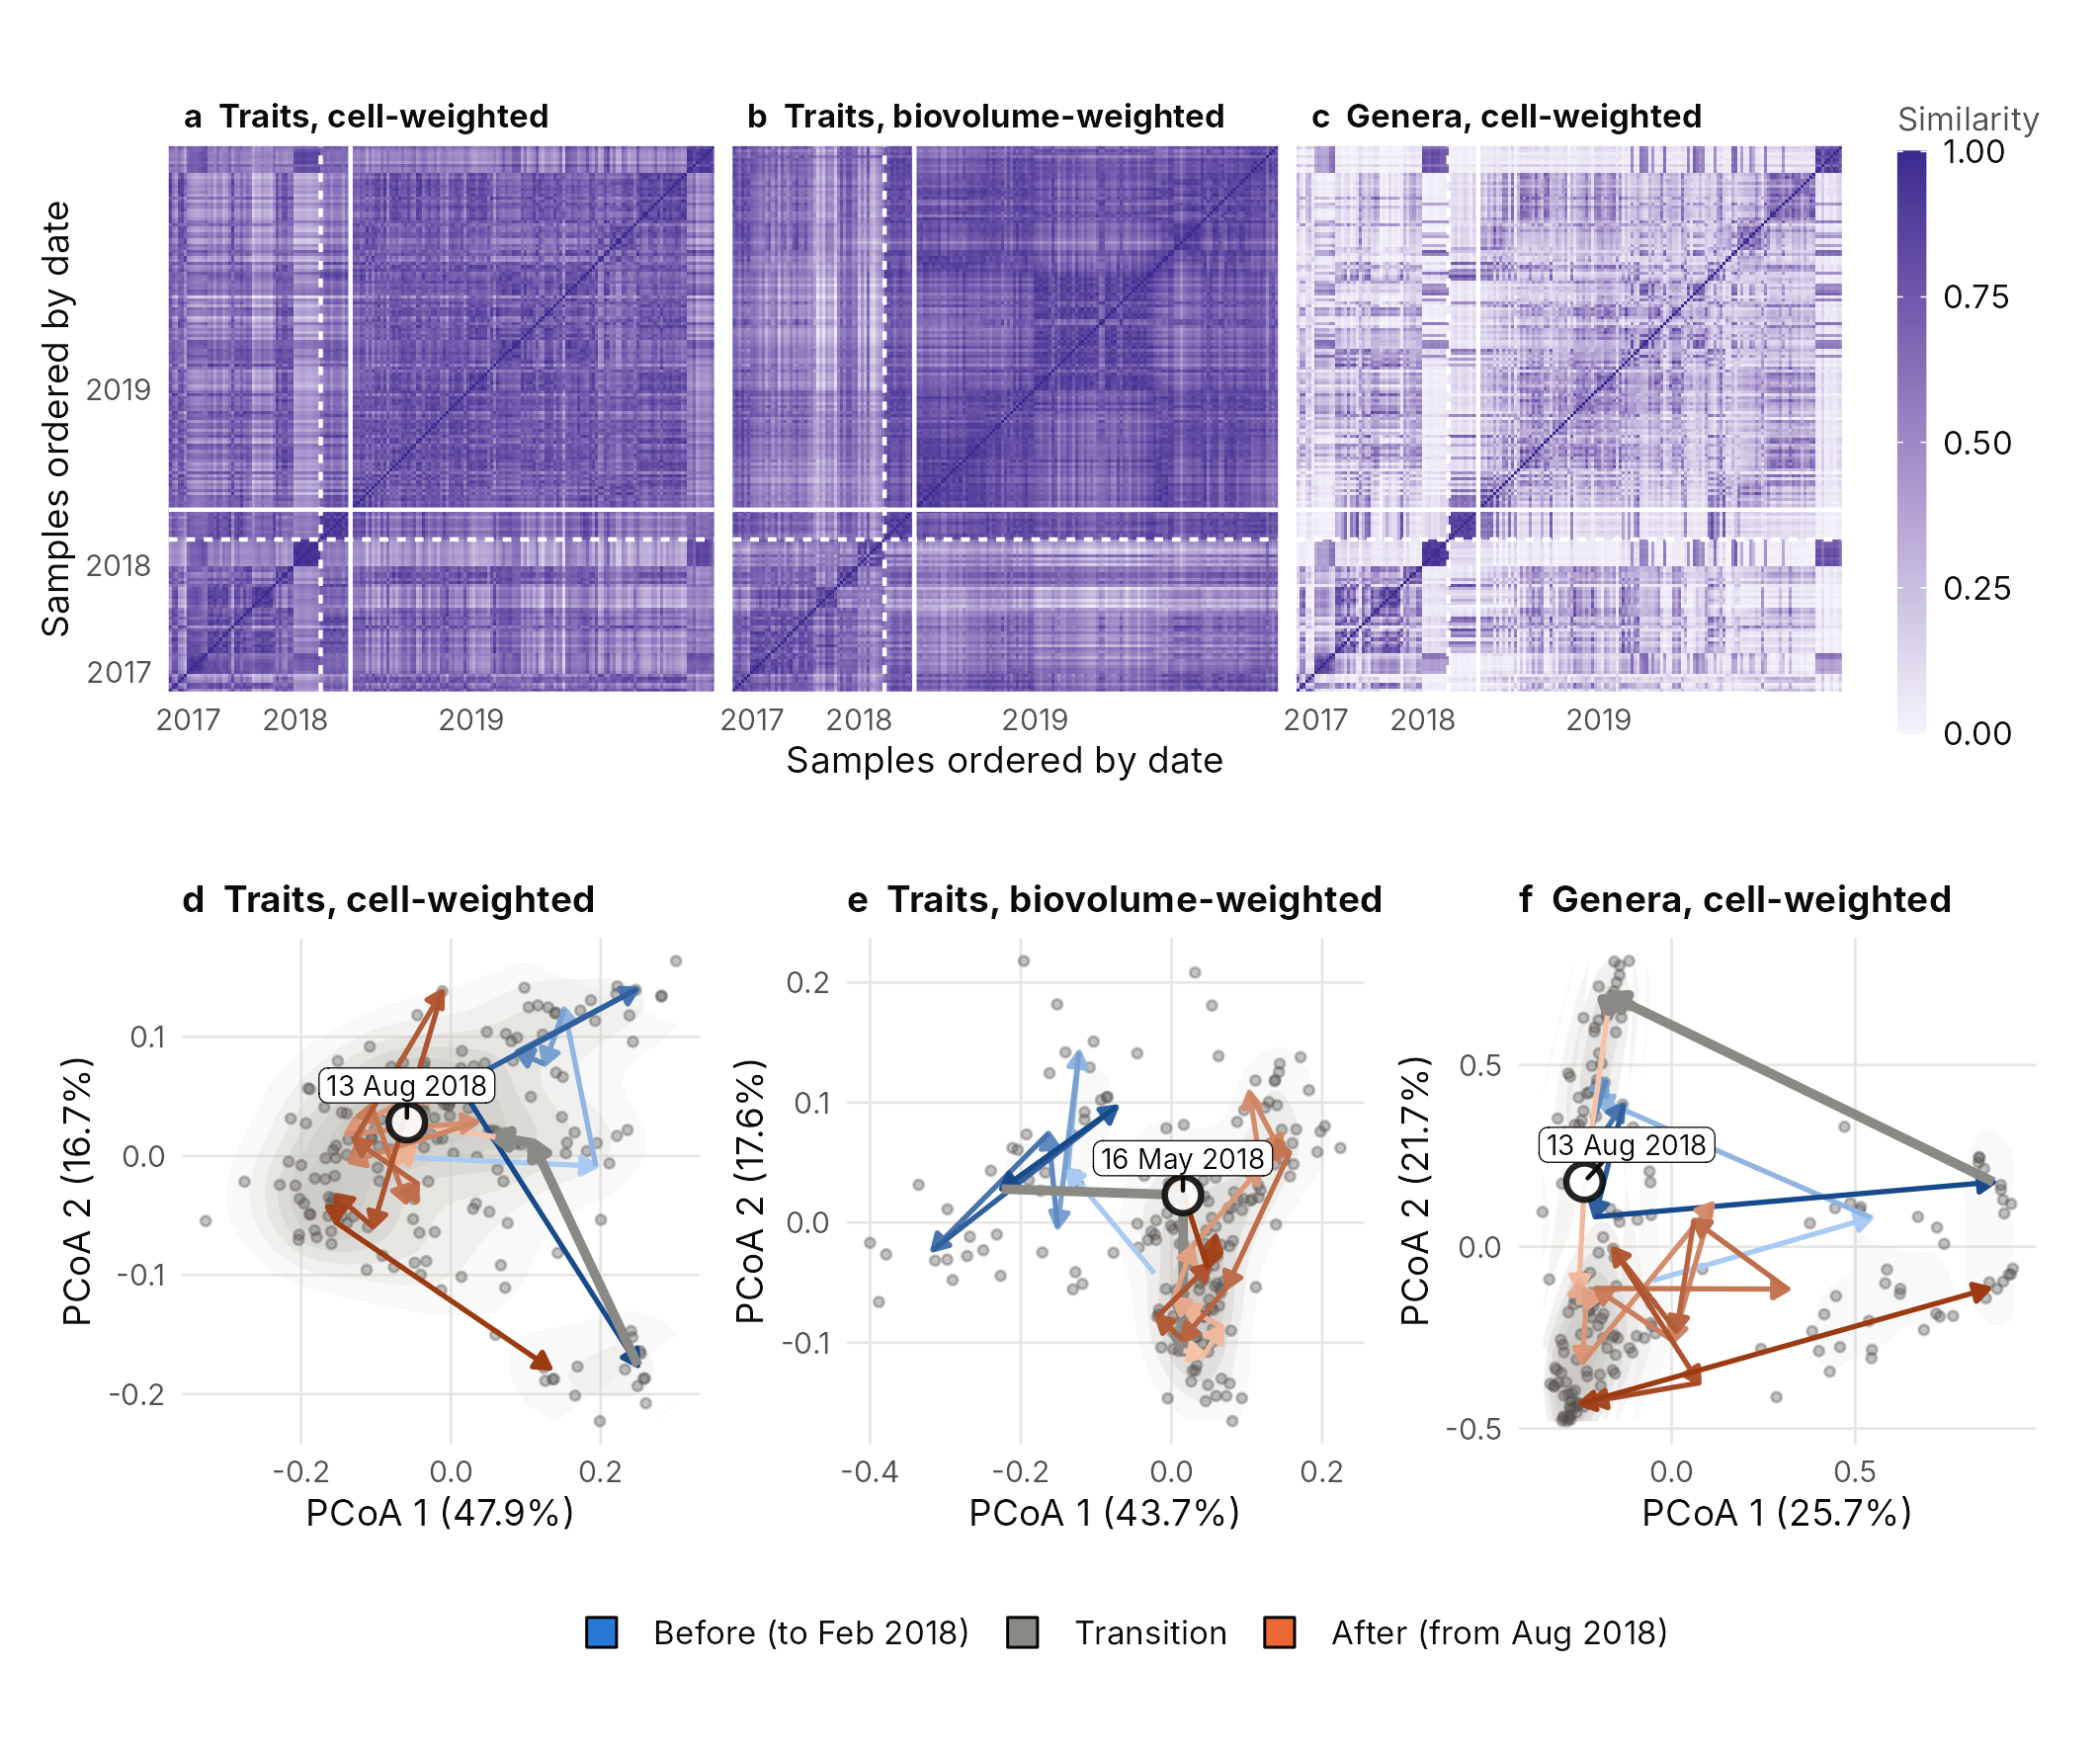 a Traits, cell-weighted
b Traits, biovolume-weighted
c Genera, cell-weighted
Similarity
1.00
0.75
0.50
0.25
0.00
Samples ordered by date
2019
2018
2017
2017 2018 2019
2017 2018 2019
2017 2018 2019
Samples ordered by date
d Traits, cell-weighted
PCoA 2 (16.7%)
0.1
0.0
-0.1
-0.2
13 Aug 2018
-0.2 0.0 0.2
PCoA 1 (47.9%)
e Traits, biovolume-weighted
PCoA 2 (17.6%)
0.2
0.1
0.0
-0.1
16 May 2018
-0.4 -0.2 0.0 0.2
PCoA 1 (43.7%)
f Genera, cell-weighted
PCoA 2 (21.7%)
0.5
0.0
-0.5
13 Aug 2018
0.0 0.5
PCoA 1 (25.7%)
Before (to Feb 2018) Transition After (from Aug 2018)